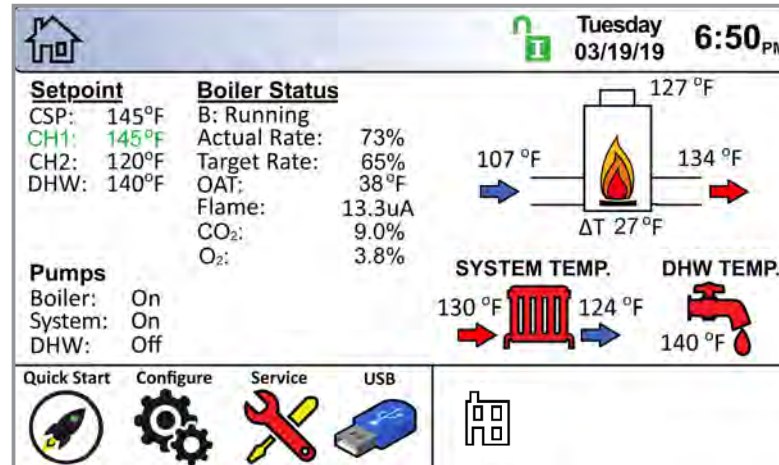 Tuesday
03/19/19
6:50 PM
Setpoint
CSP: 145°F
CH1: 145°F
CH2: 120°F
DHW: 140°F
Boiler Status
B: Running
Actual Rate: 73%
Target Rate: 65%
OAT: 38°F
Flame: 13.3uA
CO₂: 9.0%
O₂: 3.8%
Pumps
Boiler: On
System: On
DHW: Off
127 °F
107 °F
134 °F
ΔT 27°F
SYSTEM TEMP.
130 °F
124 °F
DHW TEMP.
140 °F
Quick Start
Configure
Service
USB